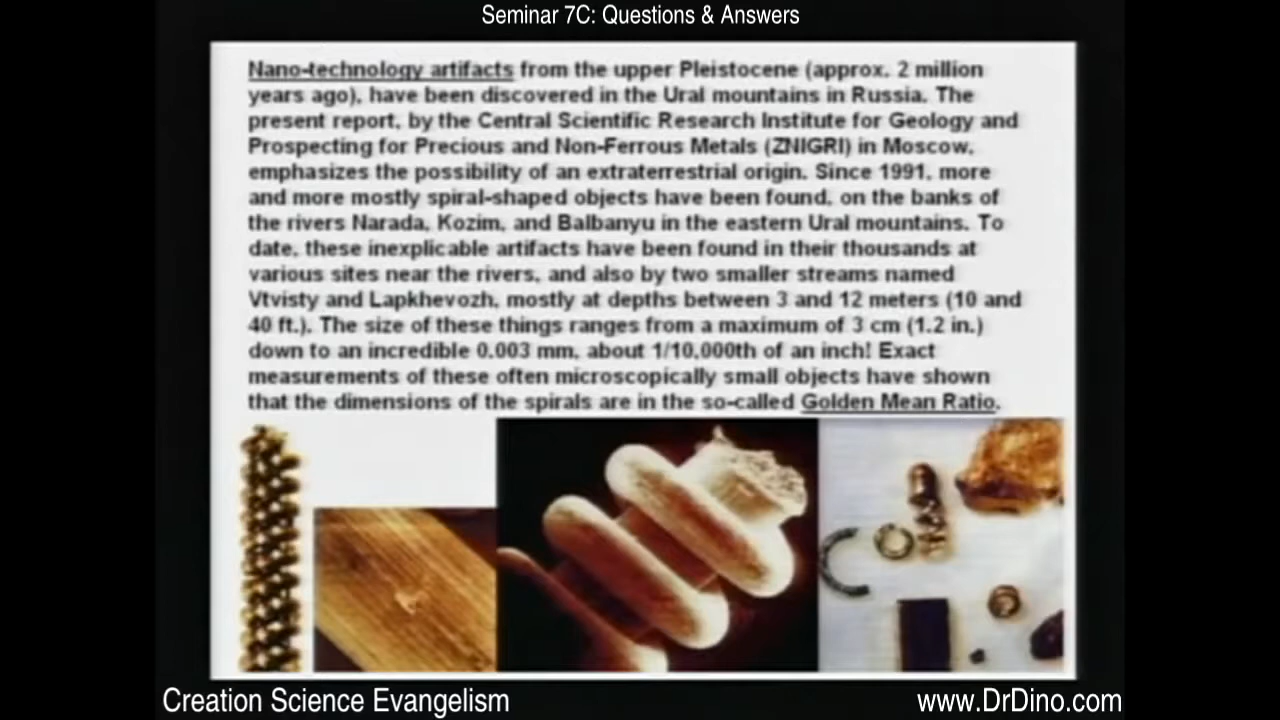 Seminar 7C: Questions & Answers
Nano-technology artifacts from the upper Pleistocene (approx. 2 million
years ago), have been discovered in the Ural mountains in Russia. The
present report, by the Central Scientific Research Institute for Geology and
Prospecting for Precious and Non-Ferrous Metals (ZNIGRI) in Moscow,
emphasizes the possibility of an extraterrestrial origin. Since 1991, more
and more mostly spiral-shaped objects have been found, on the banks of
the rivers Narada, Kozim, and Balbanyu in the eastern Ural mountains. To
date, these inexplicable artifacts have been found in their thousands at
various sites near the rivers, and also by two smaller streams named
Vtvisty and Lapkhevozh, mostly at depths between 3 and 12 meters (10 and
40 ft.). The size of these things ranges from a maximum of 3 cm (1.2 in.)
down to an incredible 0.003 mm, about 1/10,000th of an inch! Exact
measurements of these often microscopically small objects have shown
that the dimensions of the spirals are in the so-called Golden Mean Ratio.
Creation Science Evangelism
www.DrDino.com